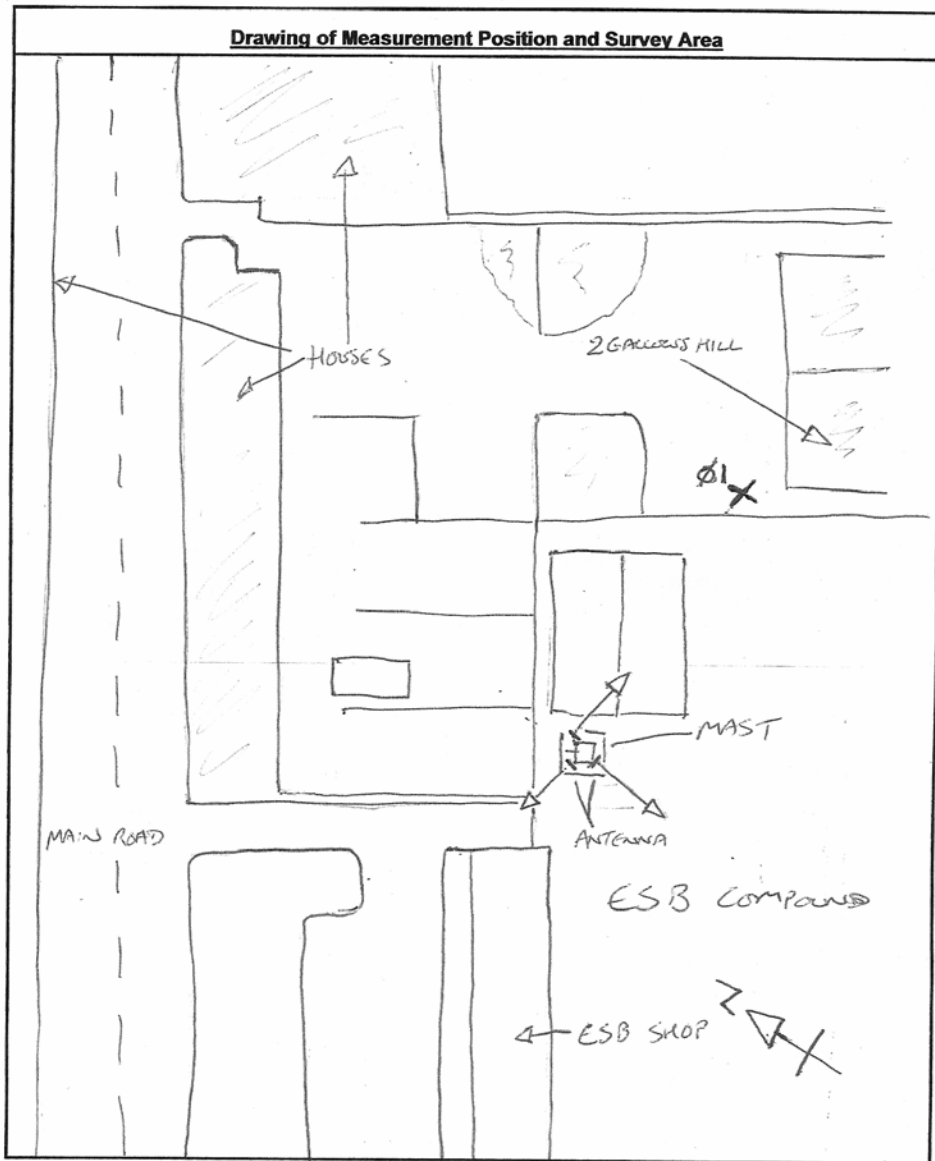 Drawing of Measurement Position and Survey Area
HOUSES
2 GALLOWS HILL
Ø1
MAST
MAIN ROAD
ANTENNA
ESB COMPOUND
N
ESB SHOP